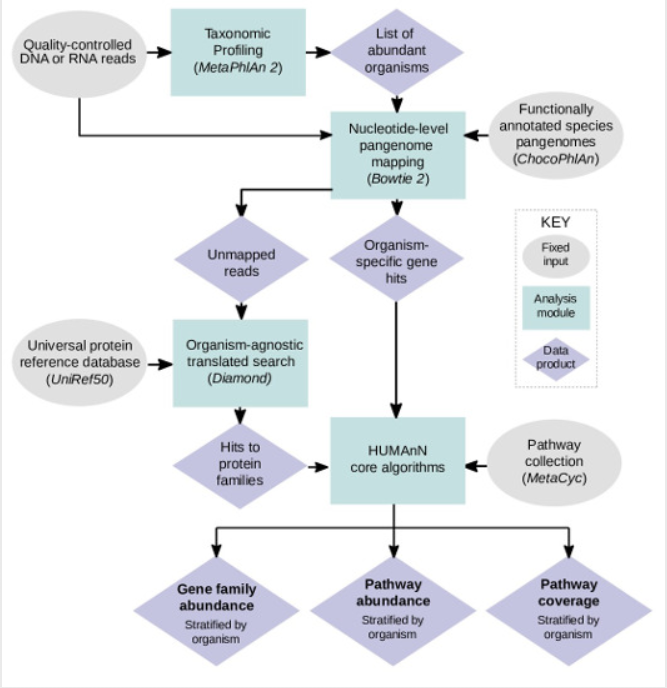 Quality-controlled
DNA or RNA reads
Taxonomic
Profiling
(MetaPhlAn 2)
List of
abundant
organisms
Nucleotide-level
pangenome
mapping
(Bowtie 2)
Functionally
annotated species
pangenomes
(ChocoPhlAn)
Unmapped
reads
Organism-
specific gene
hits
KEY
Fixed
input
Analysis
module
Data
product
Universal protein
reference database
(UniRef50)
Organism-agnostic
translated search
(Diamond)
Hits to
protein
families
HUMAnN
core algorithms
Pathway
collection
(MetaCyc)
Gene family
abundance
Stratified by
organism
Pathway
abundance
Stratified by
organism
Pathway
coverage
Stratified by
organism